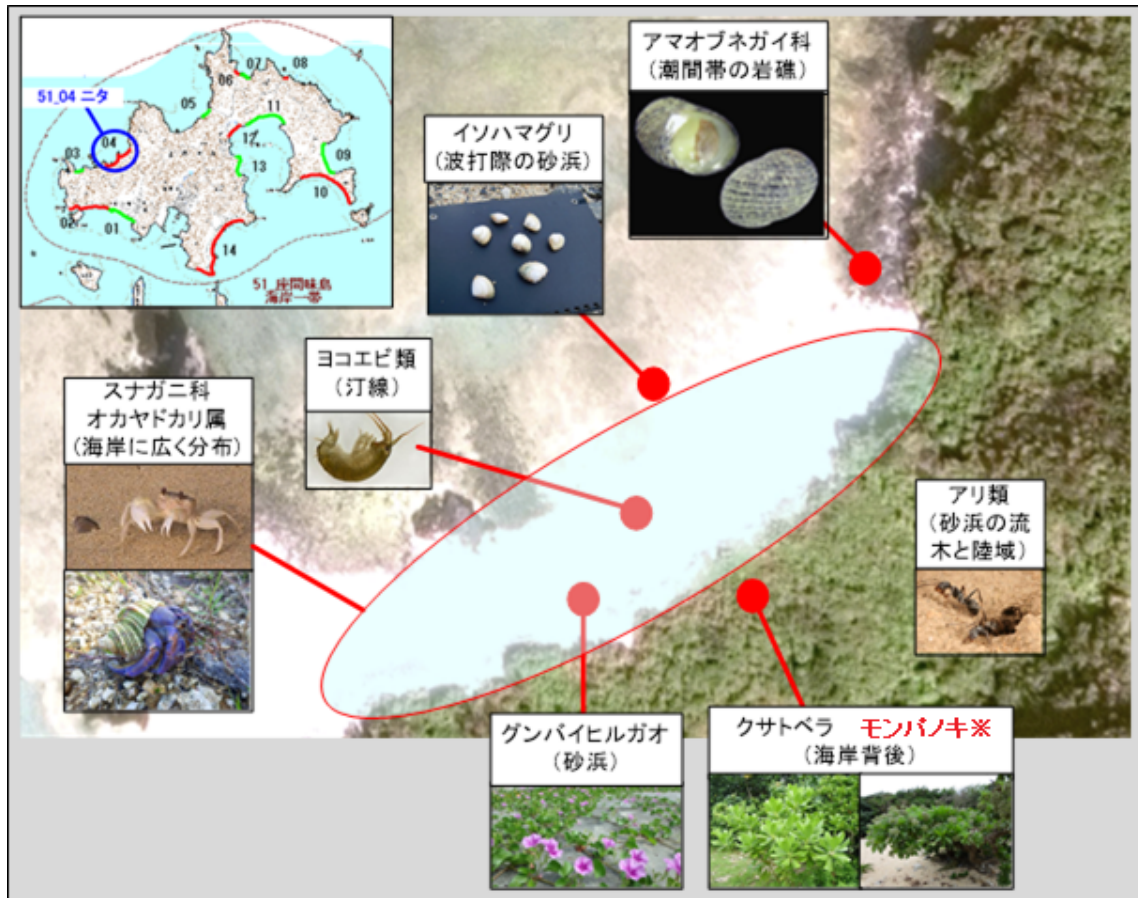 51_04 ニタ
01
02
03
04
05
06
07
08
09
10
11
12
13
14
51_座間味島
海岸一帯
アマオブネガイ科
（潮間帯の岩礁）
イソハマグリ
（波打際の砂浜）
ヨコエビ類
（汀線）
スナガニ科
オカヤドカリ属
（海岸に広く分布）
アリ類
（砂浜の流
木と陸域）
グンバイヒルガオ
（砂浜）
クサトベラ モンパノキ※
（海岸背後）